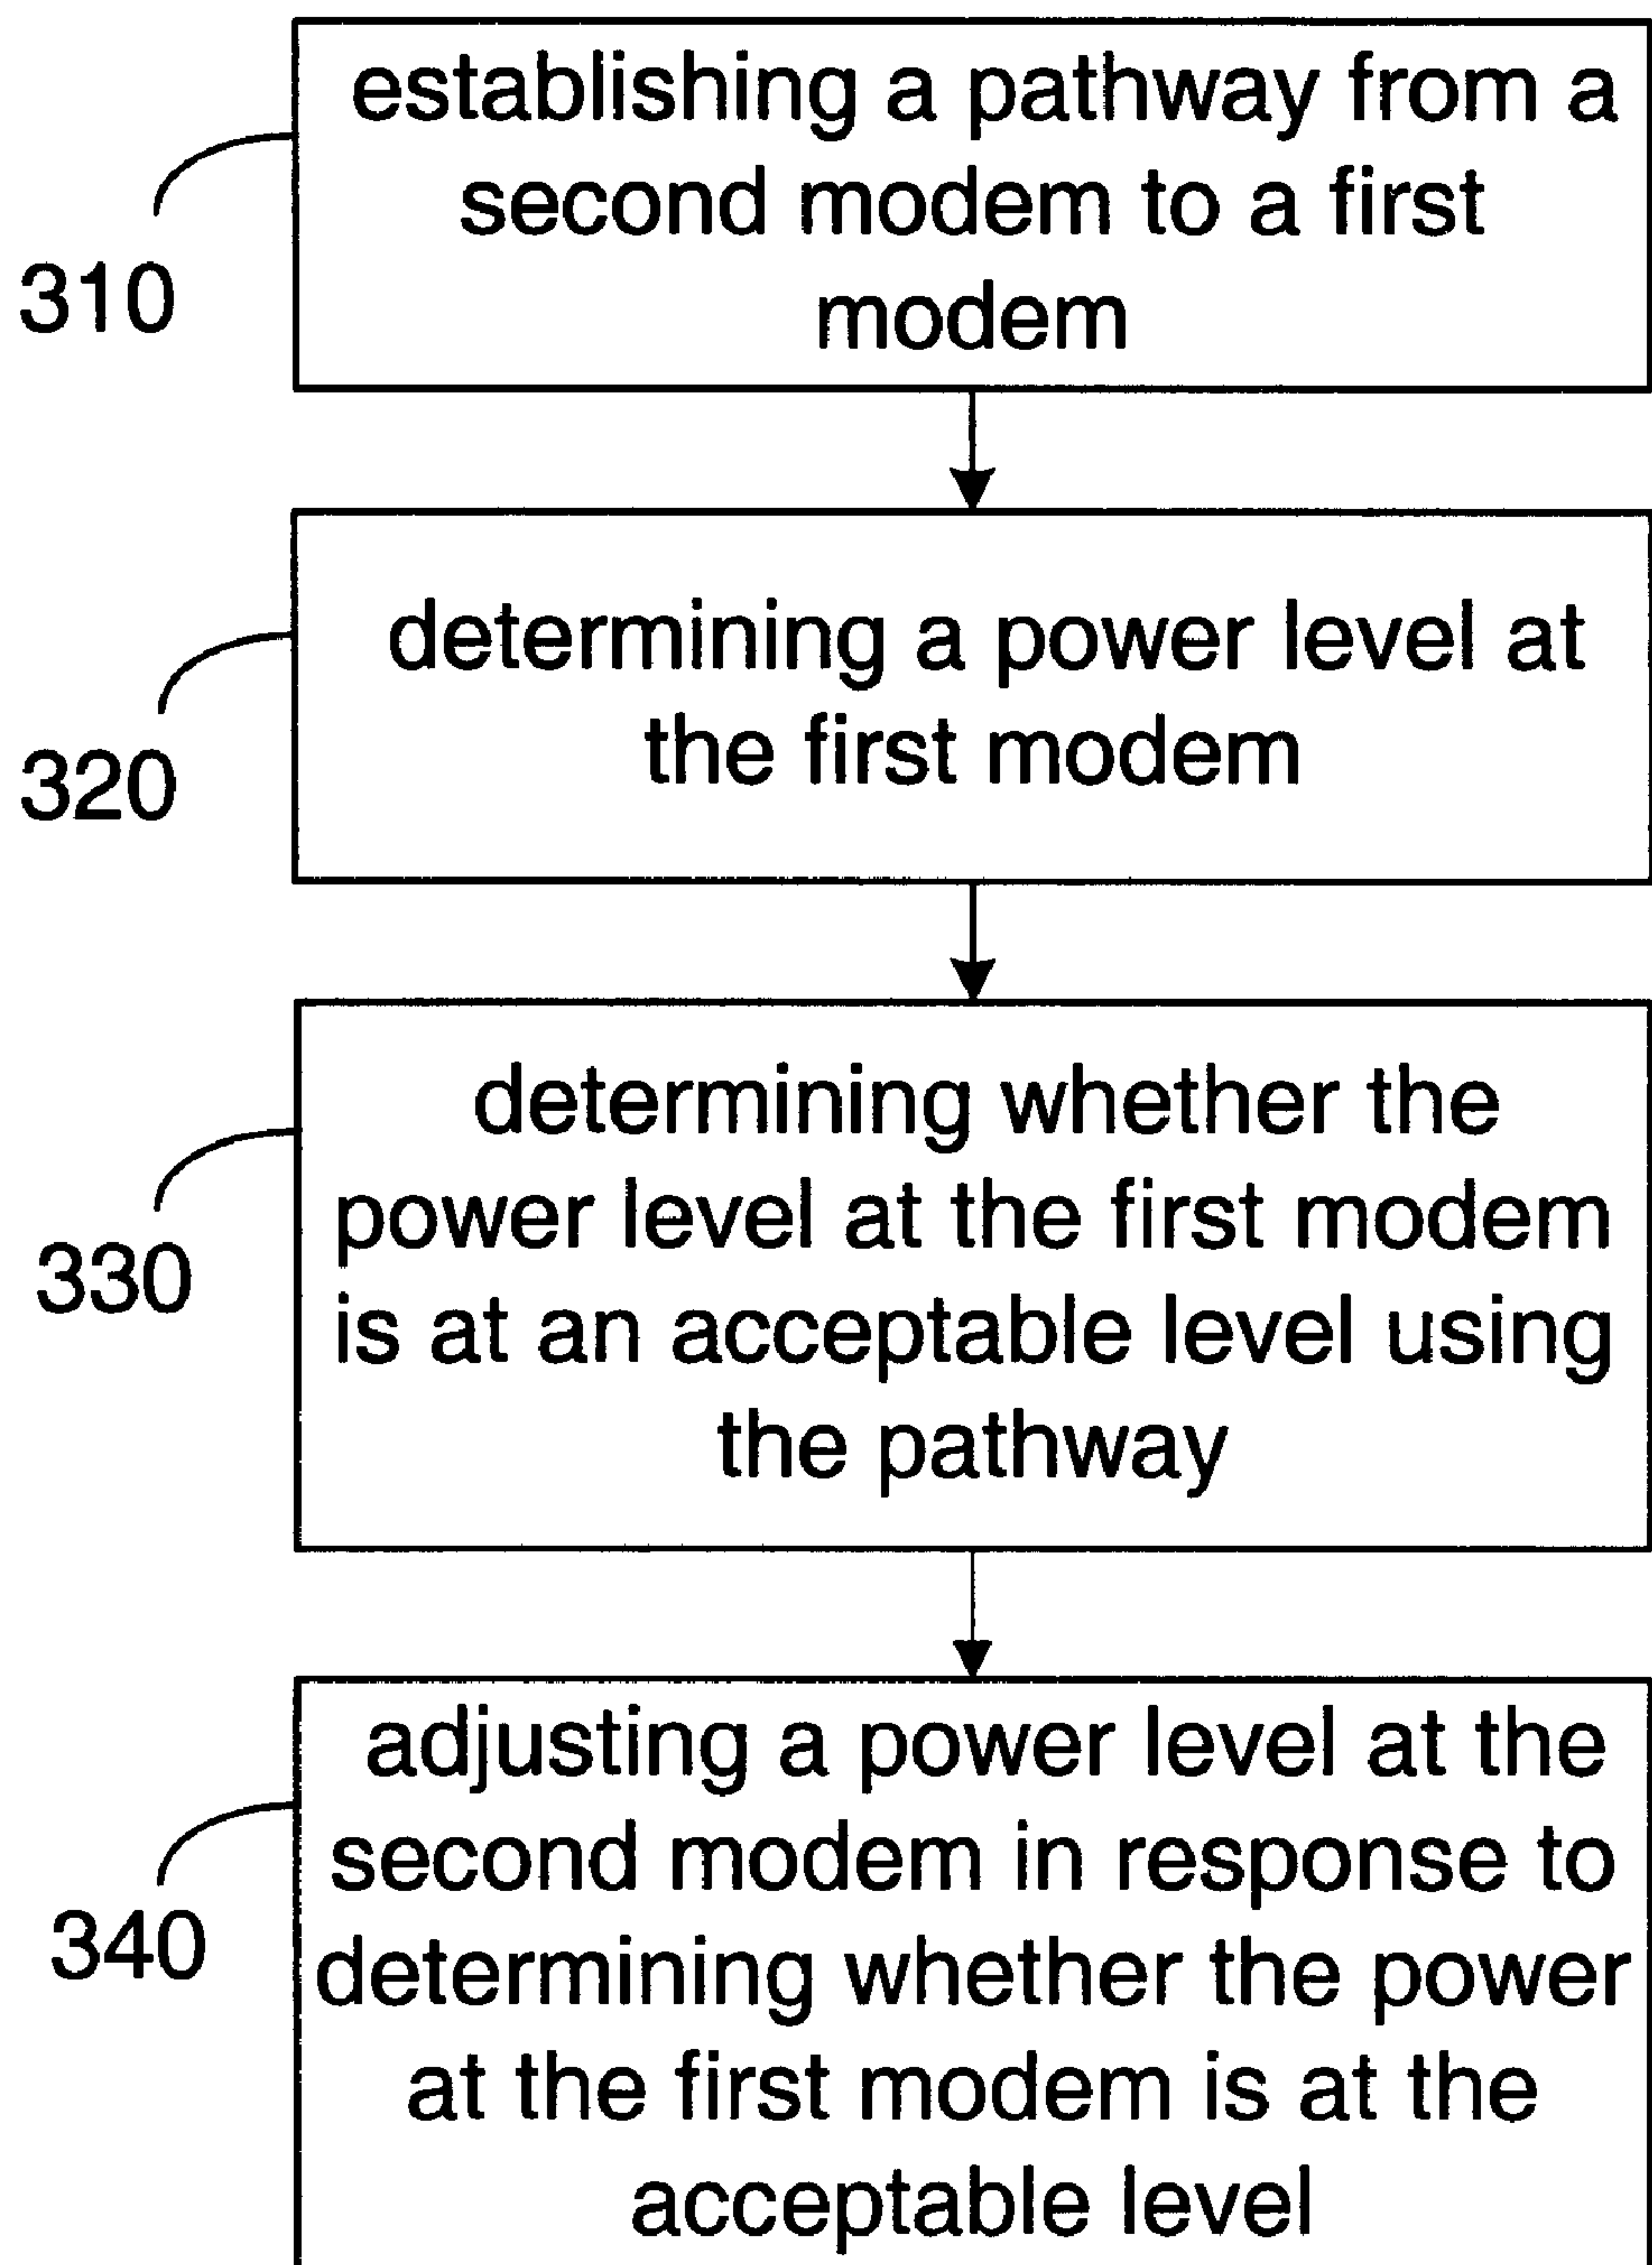 establishing a pathway from a
second modem to a first
modem
310
determining a power level at
the first modem
320
determining whether the
power level at the first modem
is at an acceptable level using
the pathway
330
adjusting a power level at the
second modem in response to
determining whether the power
at the first modem is at the
acceptable level
340